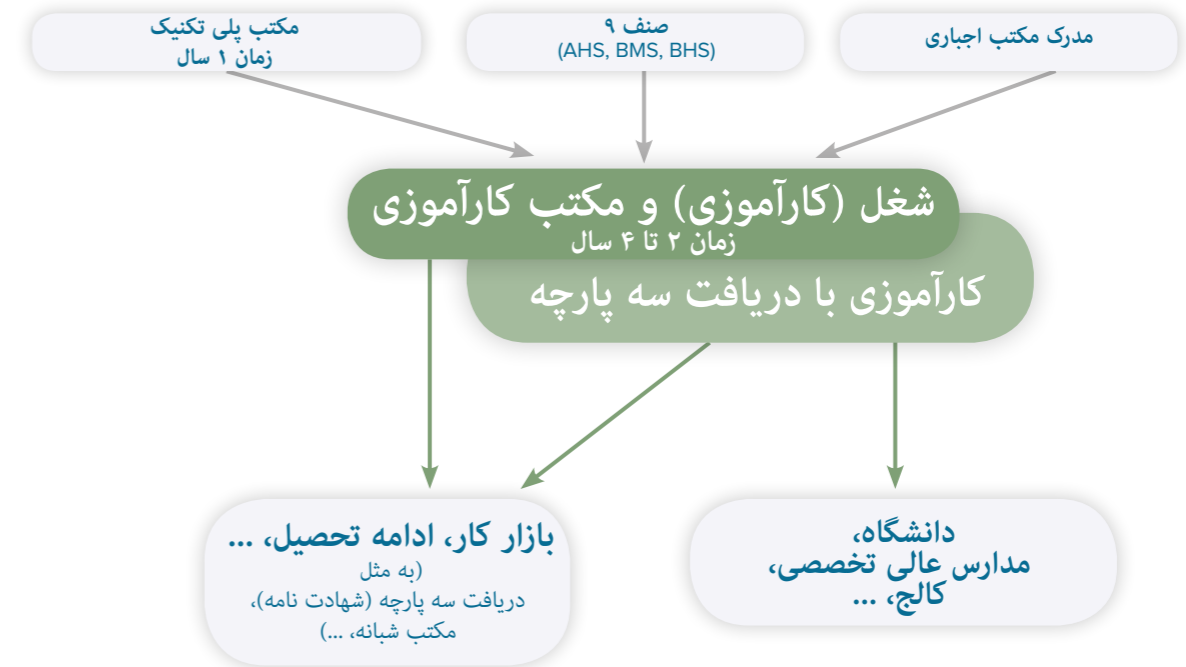 مدرک مکتب اجباری
صنف ۹
(AHS, BMS, BHS)
مکتب پلی تکنیک
زمان ۱ سال
شغل (کارآموزی) و مکتب کارآموزی
زمان ۲ تا ۴ سال
کارآموزی با دریافت سه پارچه
دانشگاه،
مدارس عالی تخصصی،
کالج، ...
بازار کار، ادامه تحصیل، ...
(به مثل
دریافت سه پارچه (شهادت نامه)،
مکتب شبانه، ...)